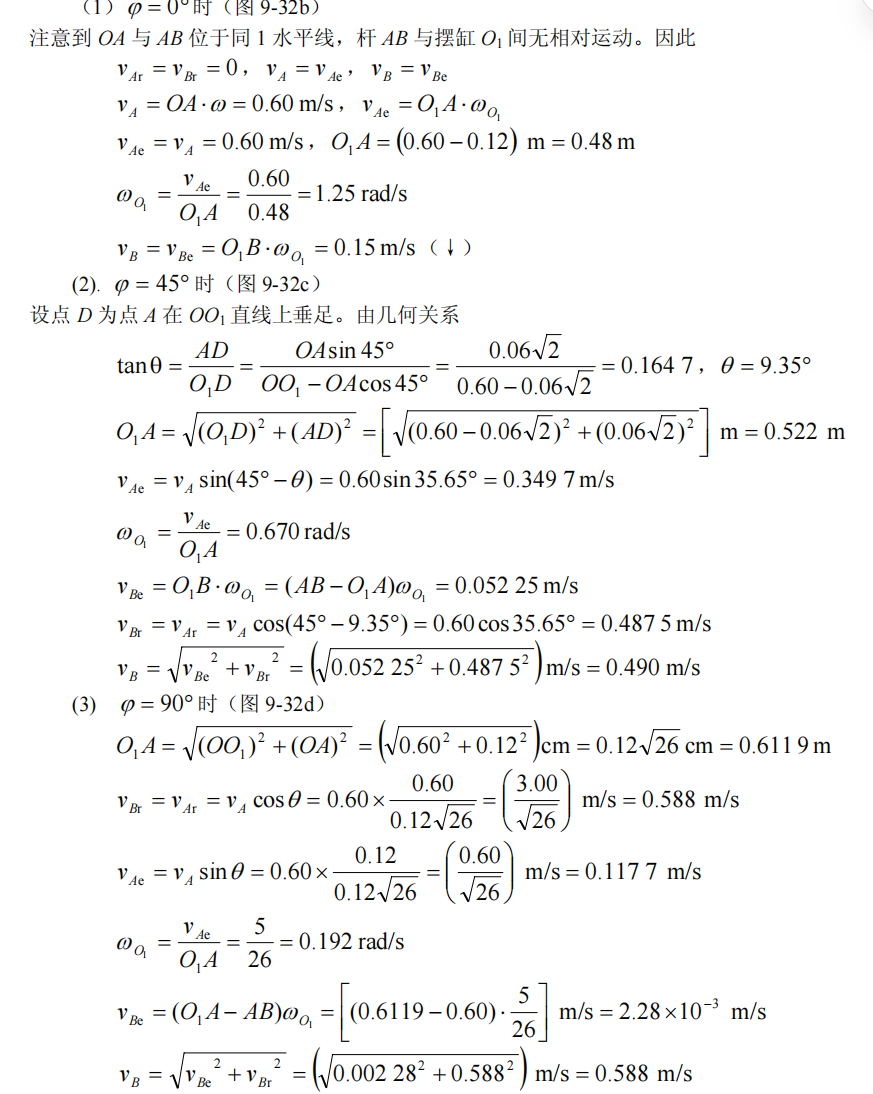 (1) φ = 0° 时（图 9-32b）
注意到 OA 与 AB 位于同 1 水平线，杆 AB 与摆缸 O₁ 间无相对运动。因此
v_Ar = v_Br = 0，v_A = v_Ae，v_B = v_Be
v_A = OA·ω = 0.60 m/s，v_Ae = O₁A·ω_O₁
v_Ae = v_A = 0.60 m/s，O₁A = (0.60 − 0.12) m = 0.48 m
ω_O₁ = v_Ae / O₁A = 0.60 / 0.48 = 1.25 rad/s
v_B = v_Be = O₁B·ω_O₁ = 0.15 m/s（↓）
(2). φ = 45° 时（图 9-32c）
设点 D 为点 A 在 OO₁ 直线上垂足。由几何关系
tanθ = AD / O₁D = OA sin 45° / (OO₁ − OA cos 45°) = 0.06√2 / (0.60 − 0.06√2) = 0.164 7，θ = 9.35°
O₁A = √((O₁D)² + (AD)²) = [√((0.60 − 0.06√2)² + (0.06√2)²)] m = 0.522 m
v_Ae = v_A sin(45° − θ) = 0.60 sin 35.65° = 0.349 7 m/s
ω_O₁ = v_Ae / O₁A = 0.670 rad/s
v_Be = O₁B·ω_O₁ = (AB − O₁A)ω_O₁ = 0.052 25 m/s
v_Br = v_Ar = v_A cos(45° − 9.35°) = 0.60 cos 35.65° = 0.487 5 m/s
v_B = √(v_Be² + v_Br²) = (√(0.052 25² + 0.487 5²)) m/s = 0.490 m/s
(3) φ = 90° 时（图 9-32d）
O₁A = √((OO₁)² + (OA)²) = (√(0.60² + 0.12²)) cm = 0.12√26 cm = 0.611 9 m
v_Br = v_Ar = v_A cosθ = 0.60 × 0.60 / (0.12√26) = (3.00 / √26) m/s = 0.588 m/s
v_Ae = v_A sinθ = 0.60 × 0.12 / (0.12√26) = (0.60 / √26) m/s = 0.117 7 m/s
ω_O₁ = v_Ae / O₁A = 5 / 26 = 0.192 rad/s
v_Be = (O₁A − AB)ω_O₁ = [(0.6119 − 0.60)· 5 / 26] m/s = 2.28×10⁻³ m/s
v_B = √(v_Be² + v_Br²) = (√(0.002 28² + 0.588²)) m/s = 0.588 m/s